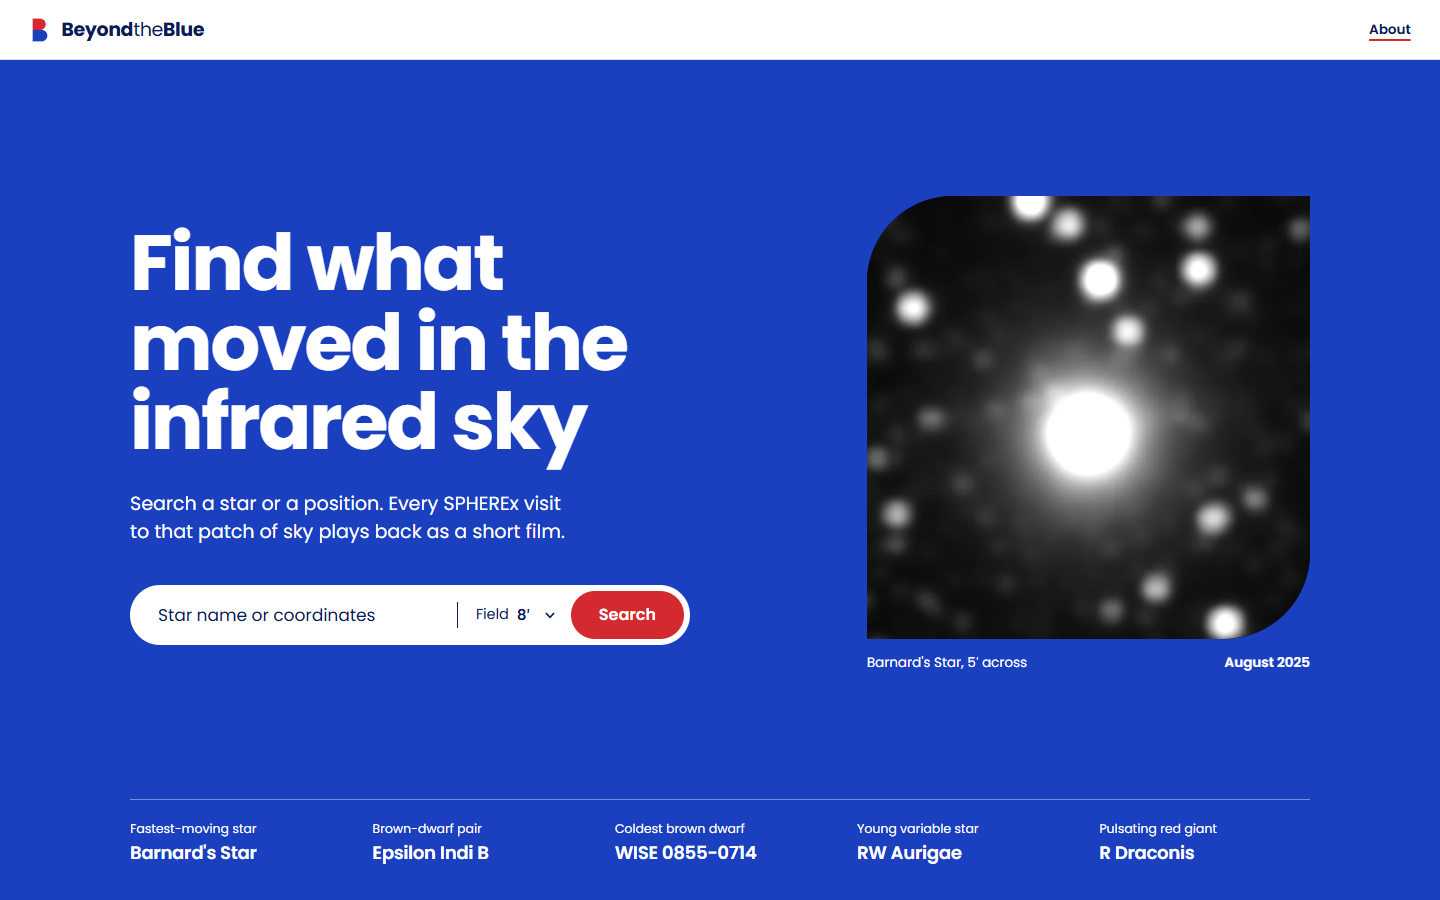 BeyondtheBlue
About
Find what
moved in the
infrared sky
Search a star or a position. Every SPHEREx visit
to that patch of sky plays back as a short film.
Star name or coordinates
Field 8′
Search
Barnard's Star, 5′ across
August 2025
Fastest-moving star
Barnard's Star
Brown-dwarf pair
Epsilon Indi B
Coldest brown dwarf
WISE 0855−0714
Young variable star
RW Aurigae
Pulsating red giant
R Draconis